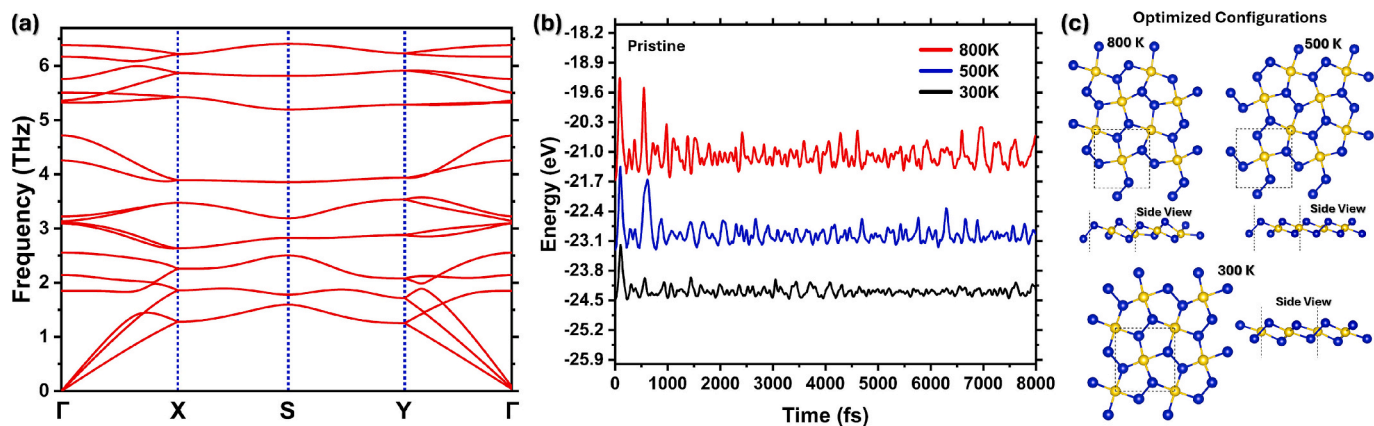 (a)
Frequency (THz)
6
5
4
3
2
1
0
Γ X S Y Γ
(b)
Energy (eV)
-18.2
-18.9
-19.6
-20.3
-21.0
-21.7
-22.4
-23.1
-23.8
-24.5
-25.2
-25.9
Pristine
800K
500K
300K
0 1000 2000 3000 4000 5000 6000 7000 8000
Time (fs)
(c)
Optimized Configurations
800 K
500 K
Side View
Side View
300 K
Side View